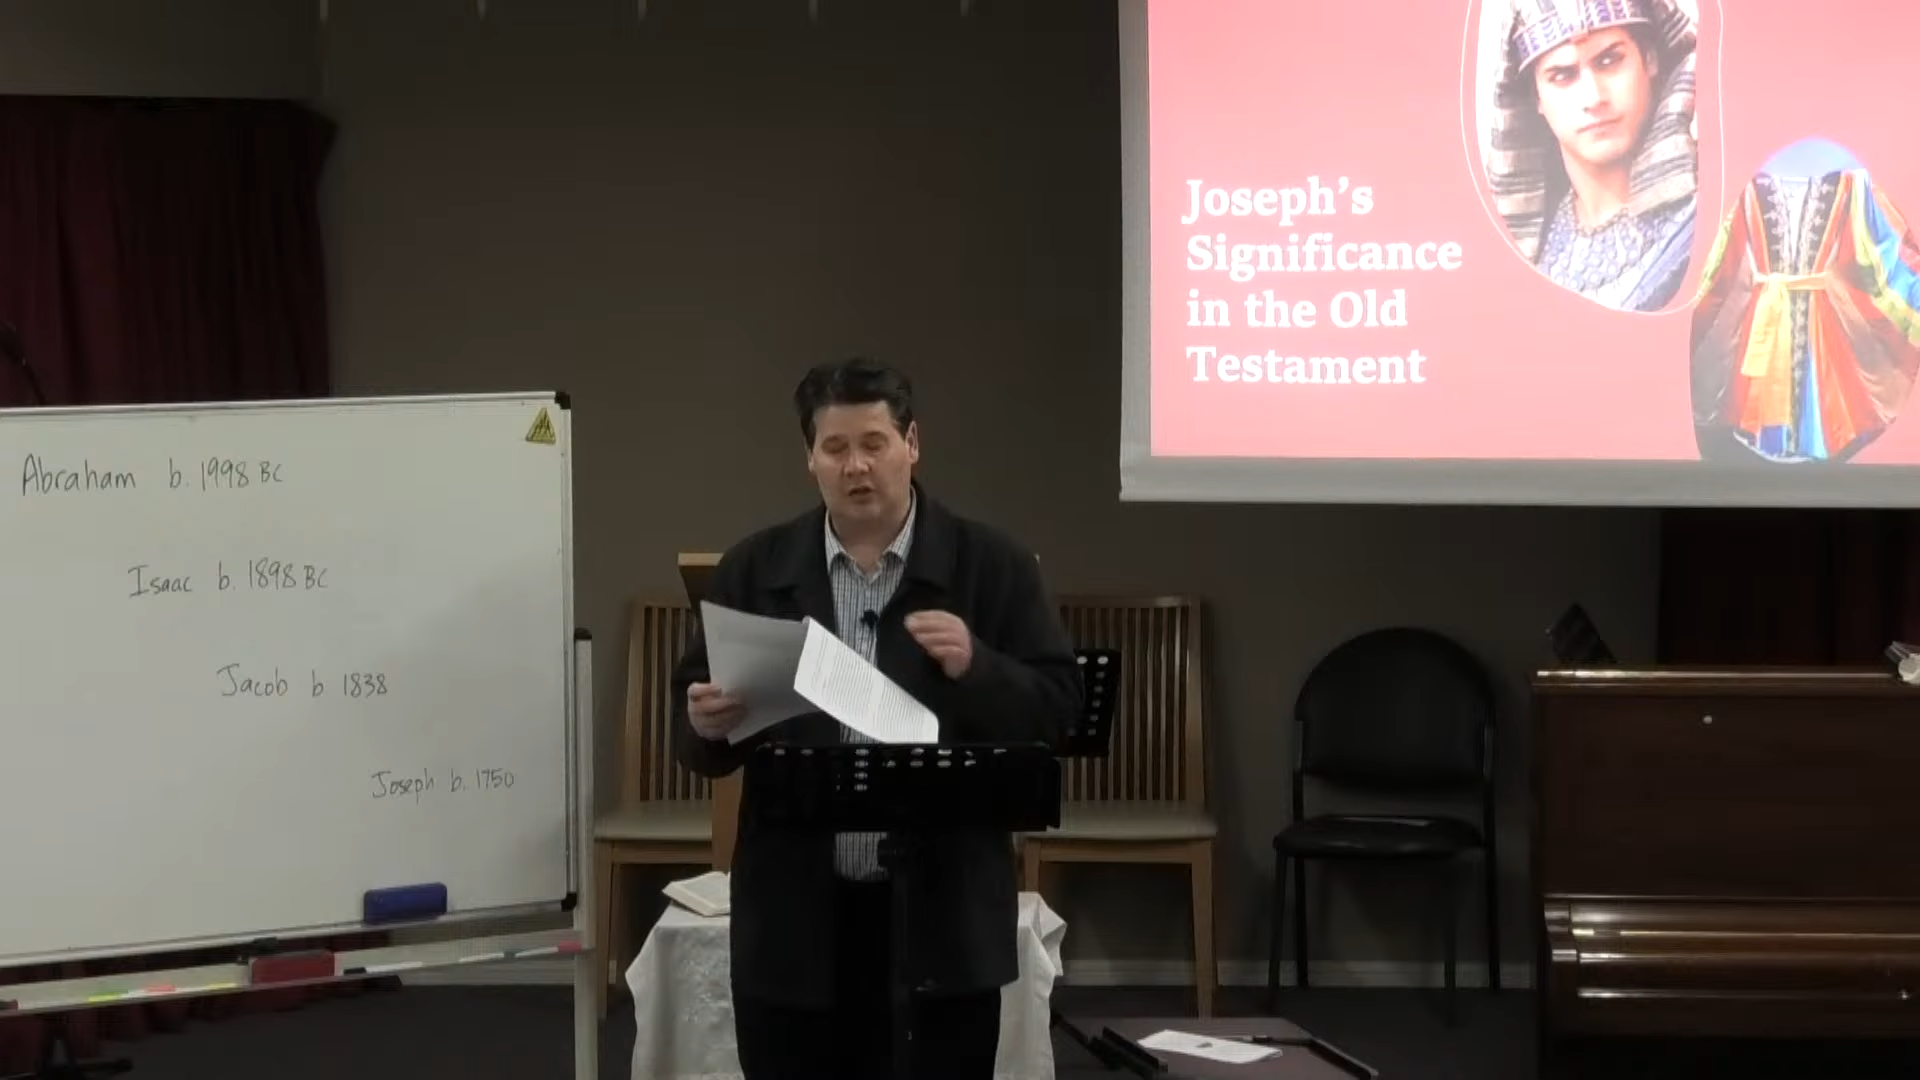 Abraham b. 1998 BC
Isaac b. 1898 BC
Jacob b 1838
Joseph b. 1750
Joseph's
Significance
in the Old
Testament